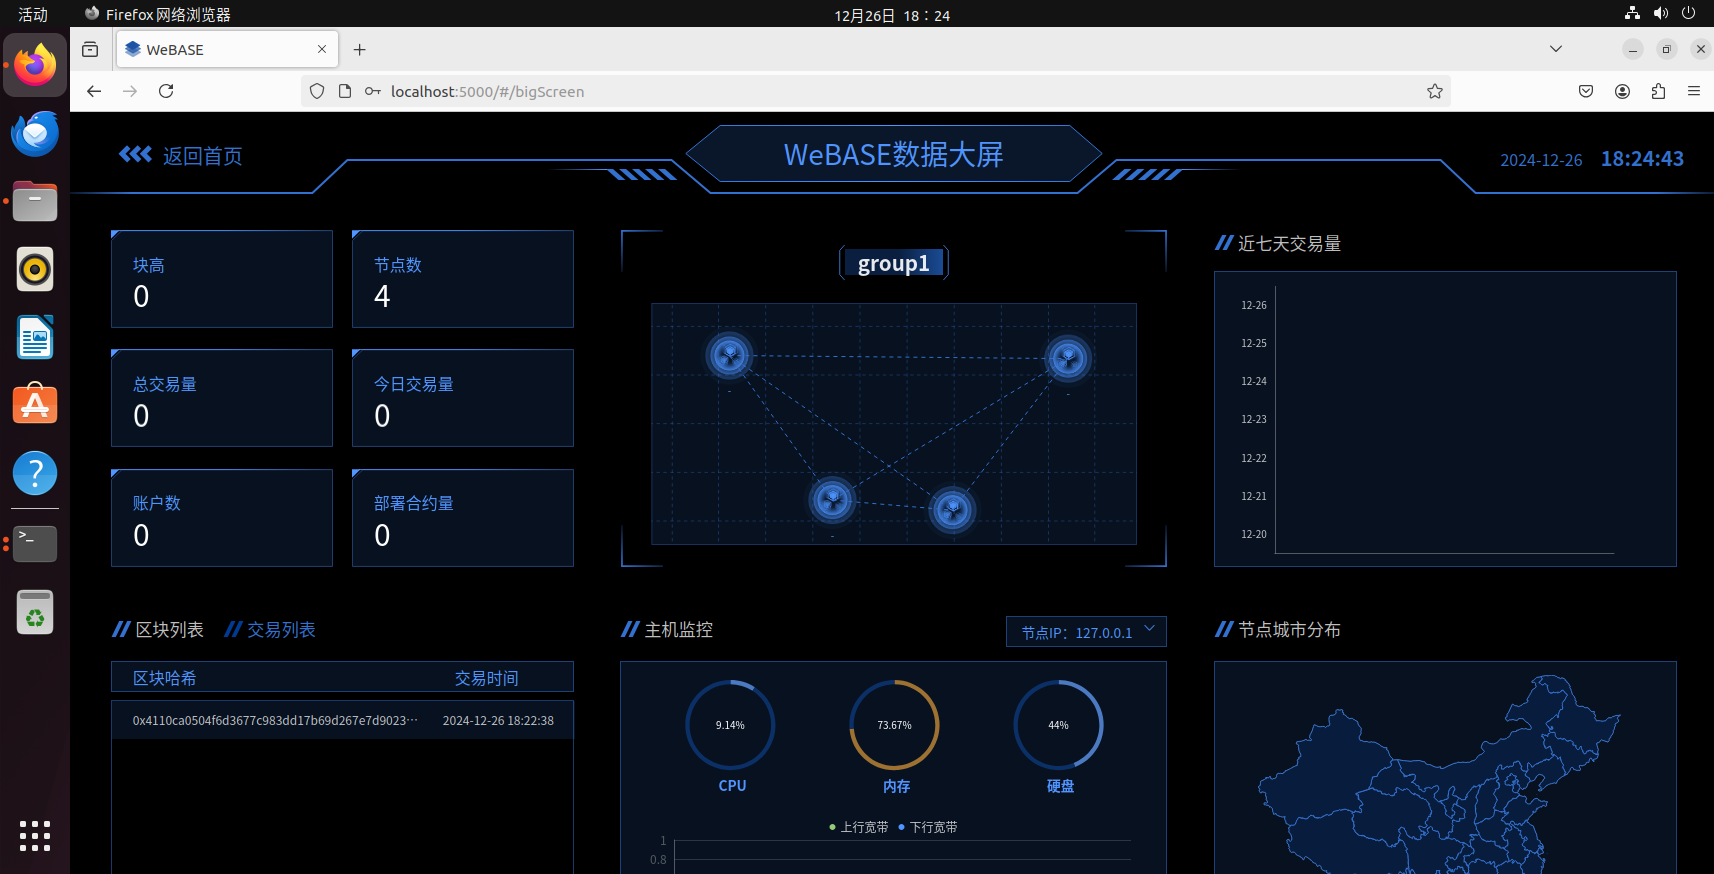 活动
Firefox 网络浏览器
12月26日 18：24
WeBASE
localhost:5000/#/bigScreen
返回首页
WeBASE数据大屏
2024-12-26 18:24:43
块高
0
节点数
4
总交易量
0
今日交易量
0
账户数
0
部署合约量
0
group1
-
-
-
近七天交易量
12-26
12-25
12-24
12-23
12-22
12-21
12-20
区块列表 交易列表
区块哈希 交易时间
0x4110ca0504f6d3677c983dd17b69d267e7d9023··· 2024-12-26 18:22:38
主机监控
节点IP：127.0.0.1
9.14% 73.67% 44%
CPU 内存 硬盘
上行宽带 下行宽带
1
0.8
节点城市分布